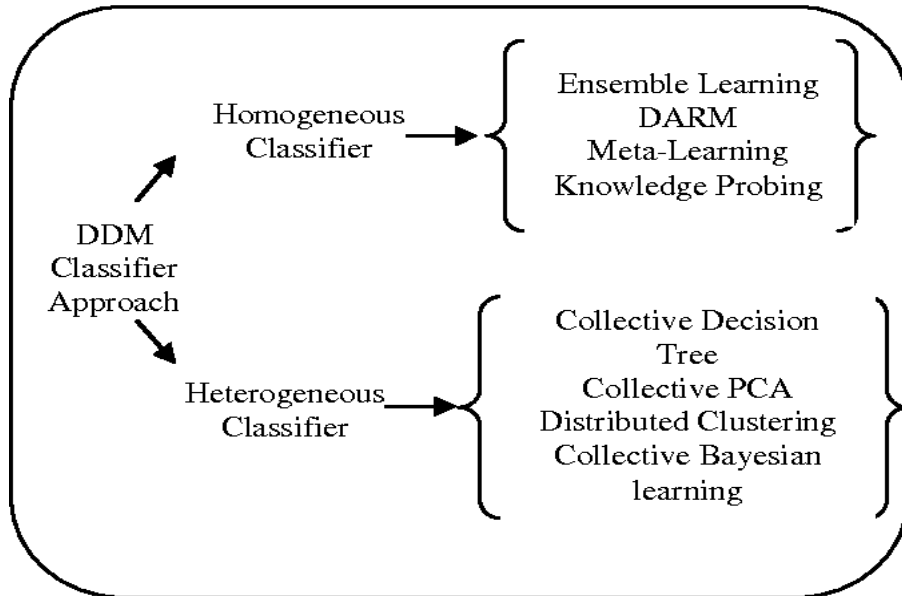 DDM
Classifier
Approach
Homogeneous
Classifier
Ensemble Learning
DARM
Meta-Learning
Knowledge Probing
Heterogeneous
Classifier
Collective Decision
Tree
Collective PCA
Distributed Clustering
Collective Bayesian
learning